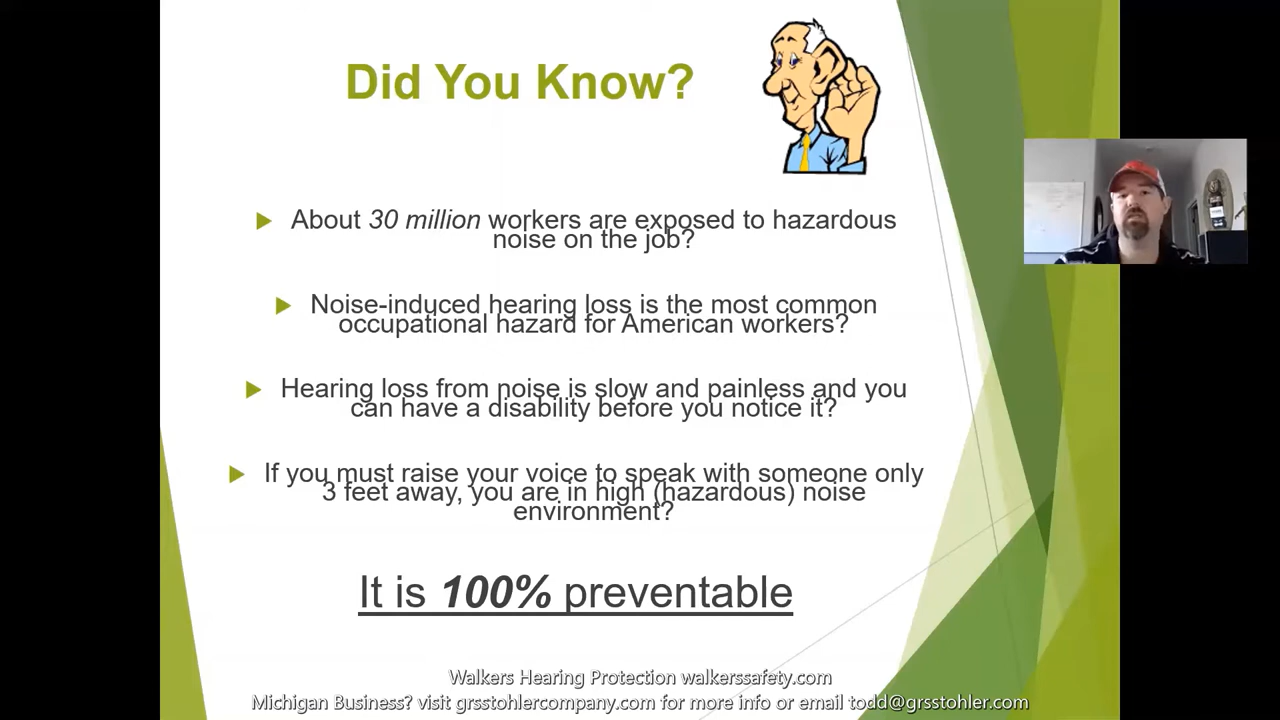 Did You Know?
About 30 million workers are exposed to hazardous
noise on the job?
Noise-induced hearing loss is the most common
occupational hazard for American workers?
Hearing loss from noise is slow and painless and you
can have a disability before you notice it?
If you must raise your voice to speak with someone only
3 feet away, you are in high (hazardous) noise
environment?
It is 100% preventable
Walkers Hearing Protection walkerssafety.com
Michigan Business? visit grsstohlercompany.com for more info or email todd@grsstohler.com